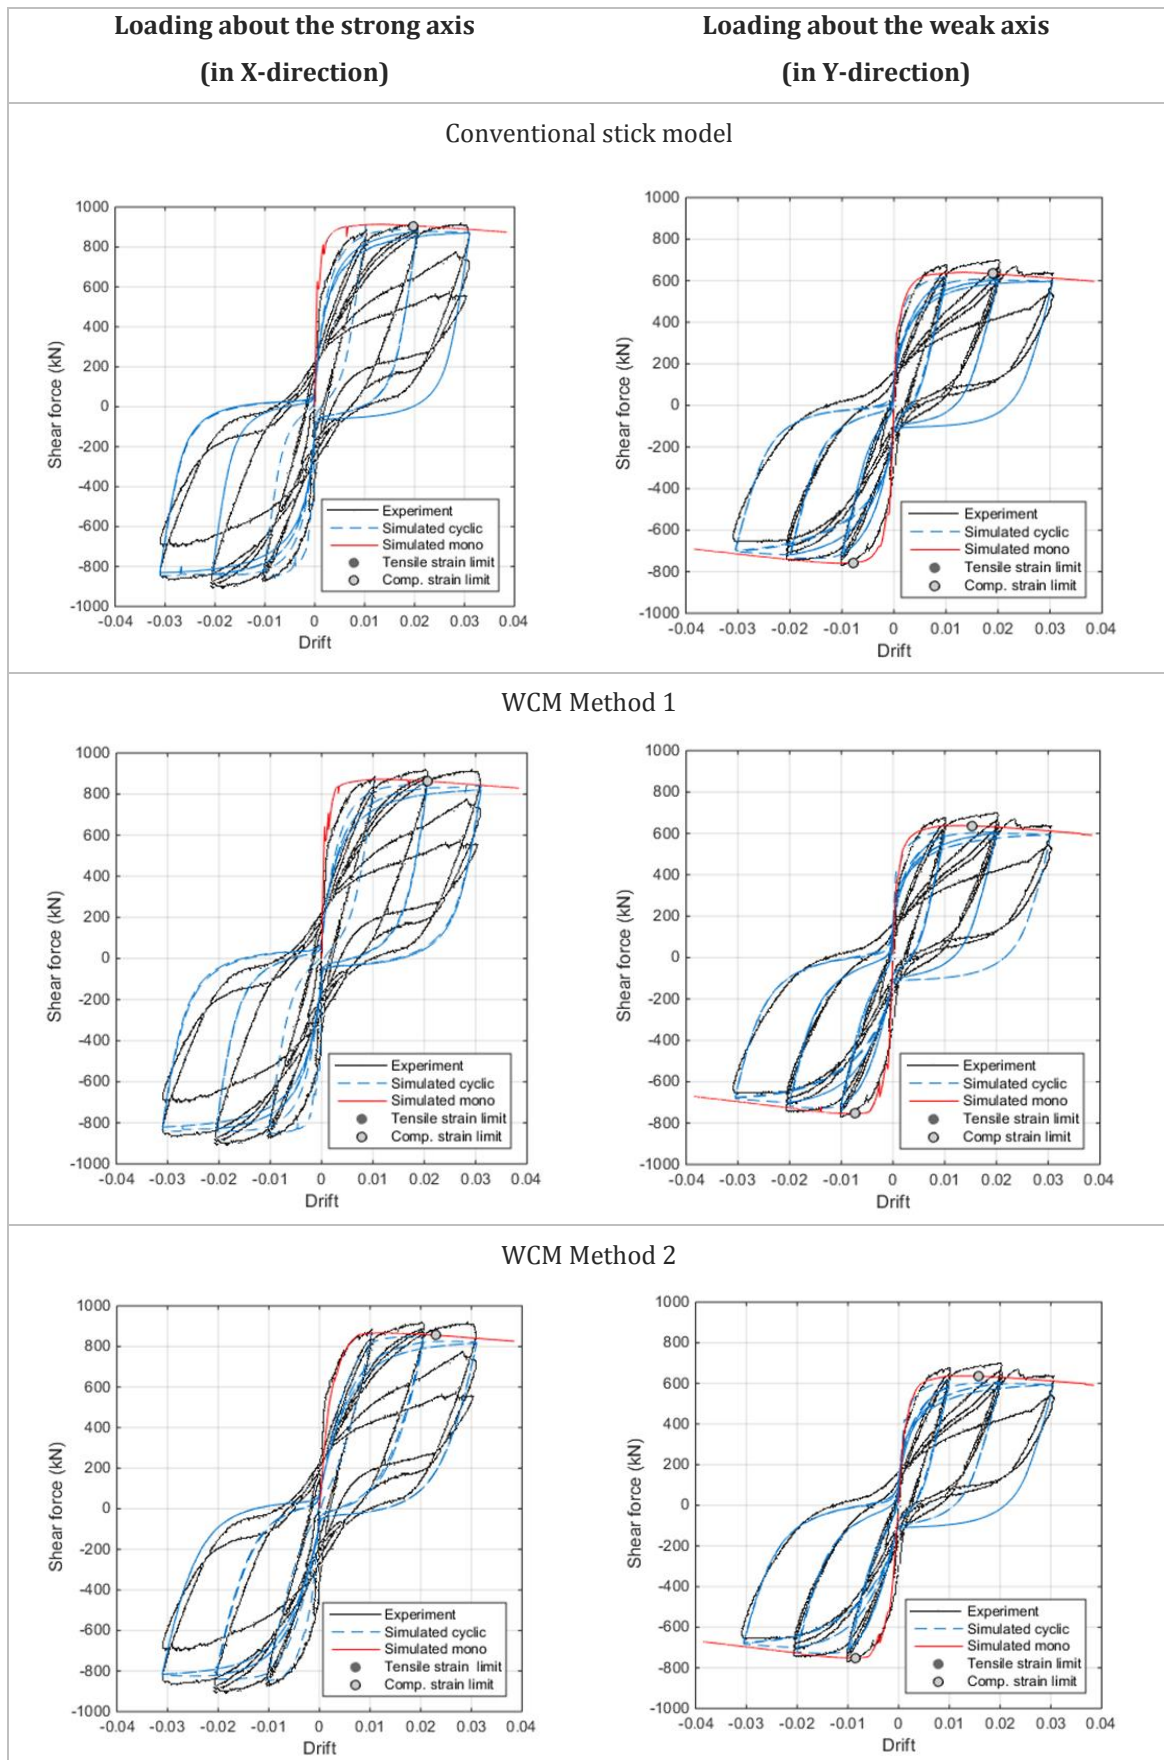 Loading about the strong axis
(in X-direction)
Loading about the weak axis
(in Y-direction)
Conventional stick model
1000
800
600
400
200
0
-200
-400
-600
-800
-1000
Shear force (kN)
-0.04 -0.03 -0.02 -0.01 0 0.01 0.02 0.03 0.04
Drift
Experiment
Simulated cyclic
Simulated mono
Tensile strain limit
Comp. strain limit
1000
800
600
400
200
0
-200
-400
-600
-800
-1000
Shear force (kN)
-0.04 -0.03 -0.02 -0.01 0 0.01 0.02 0.03 0.04
Drift
Experiment
Simulated cyclic
Simulated mono
Tensile strain limit
Comp. strain limit
WCM Method 1
1000
800
600
400
200
0
-200
-400
-600
-800
-1000
Shear force (kN)
-0.04 -0.03 -0.02 -0.01 0 0.01 0.02 0.03 0.04
Drift
Experiment
Simulated cyclic
Simulated mono
Tensile strain limit
Comp. strain limit
1000
800
600
400
200
0
-200
-400
-600
-800
-1000
Shear force (kN)
-0.04 -0.03 -0.02 -0.01 0 0.01 0.02 0.03 0.04
Drift
Experiment
Simulated cyclic
Simulated mono
Tensile strain limit
Comp strain limit
WCM Method 2
1000
800
600
400
200
0
-200
-400
-600
-800
-1000
Shear force (kN)
-0.04 -0.03 -0.02 -0.01 0 0.01 0.02 0.03 0.04
Drift
Experiment
Simulated cyclic
Simulated mono
Tensile strain limit
Comp. strain limit
1000
800
600
400
200
0
-200
-400
-600
-800
-1000
Shear force (kN)
-0.04 -0.03 -0.02 -0.01 0 0.01 0.02 0.03 0.04
Drift
Experiment
Simulated cyclic
Simulated mono
Tensile strain limit
Comp. strain limit